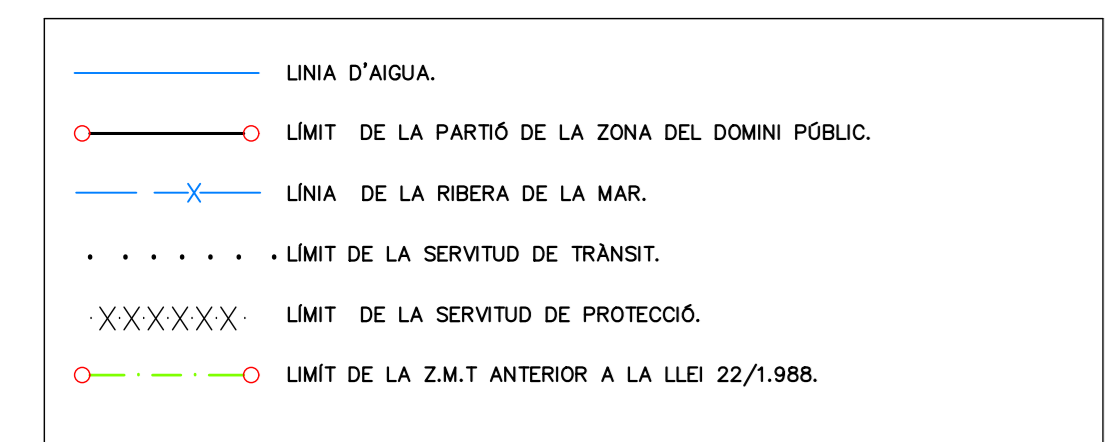 LINIA D'AIGUA.
LÍMIT DE LA PARTIÓ DE LA ZONA DEL DOMINI PÚBLIC.
LÍNIA DE LA RIBERA DE LA MAR.
LÍMIT DE LA SERVITUD DE TRÀNSIT.
LÍMIT DE LA SERVITUD DE PROTECCIÓ.
LIMÍT DE LA Z.M.T ANTERIOR A LA LLEI 22/1.988.